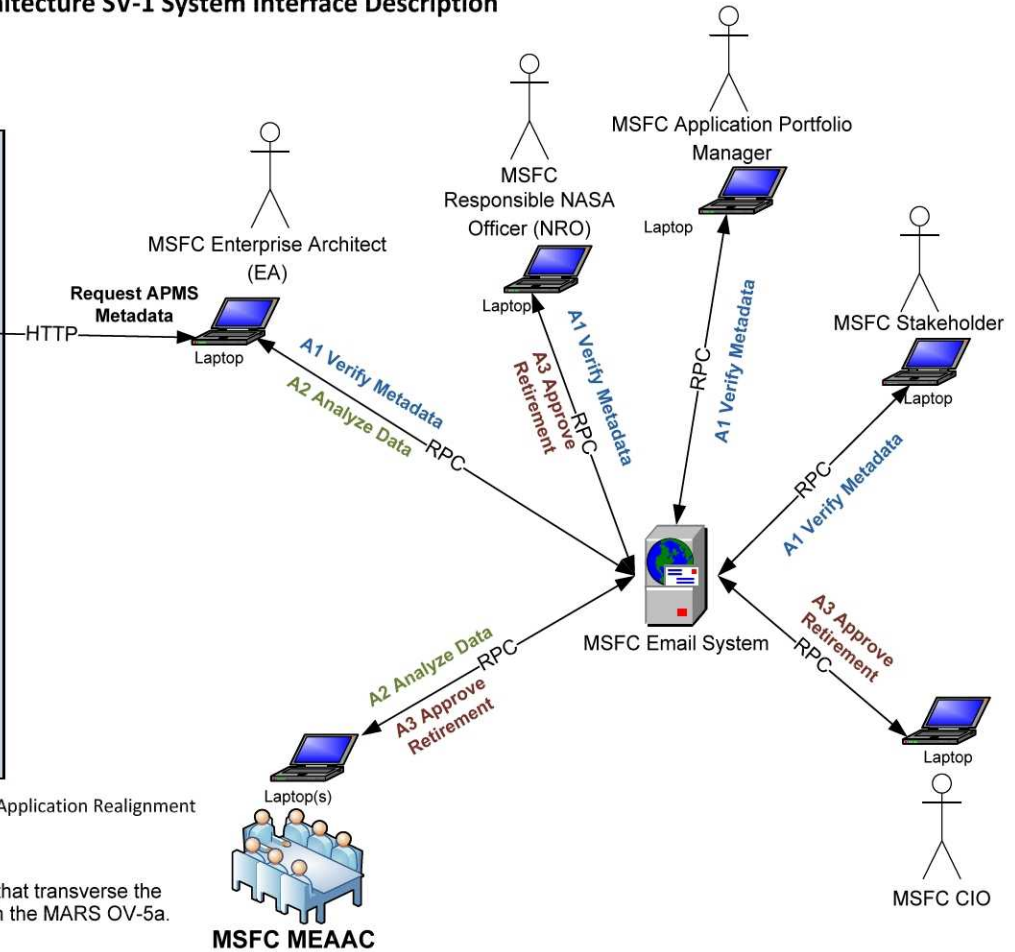 hitecture SV-1 System Interface Description
MSFC Application Portfolio
Manager
Laptop
MSFC
Responsible NASA
Officer (NRO)
Laptop
MSFC Enterprise Architect
(EA)
Request APMS
Metadata
HTTP
Laptop
MSFC Stakeholder
Laptop
A1 Verify Metadata
A2 Analyze Data
RPC
A1 Verify Metadata
A3 Approve
Retirement
RPC
RPC
A1 Verify Metadata
RPC
A1 Verify Metadata
MSFC Email System
A2 Analyze Data
RPC
A3 Approve
Retirement
A3 Approve
Retirement
RPC
Laptop
MSFC CIO
Laptop(s)
MSFC MEAAC
Application Realignment
that transverse the
n the MARS OV-5a.